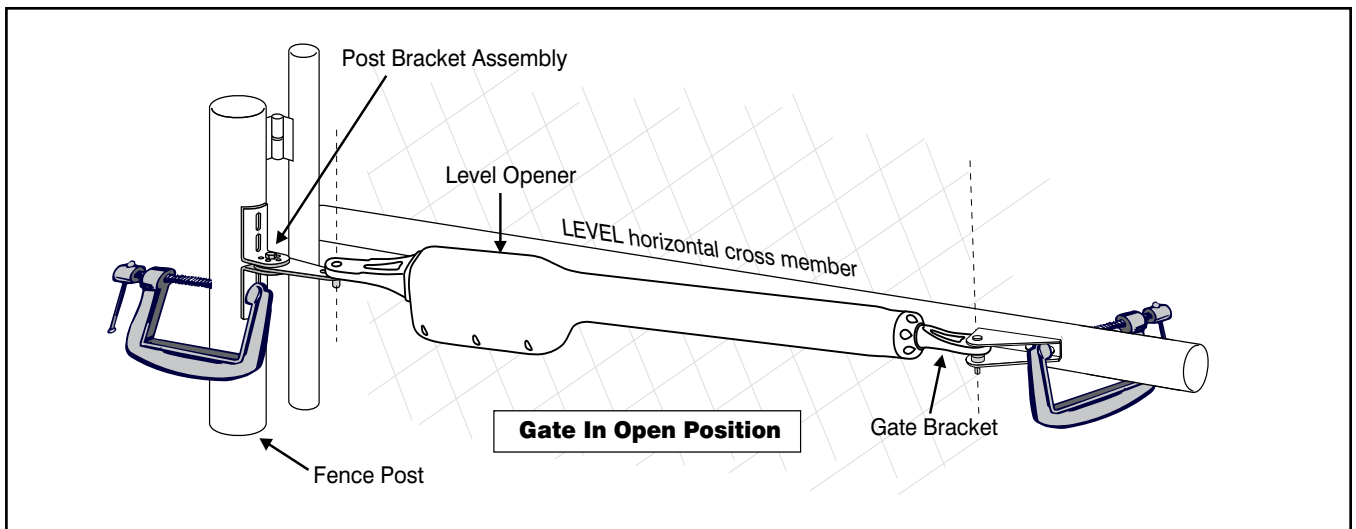 Post Bracket Assembly
Level Opener
LEVEL horizontal cross member
Gate In Open Position
Gate Bracket
Fence Post